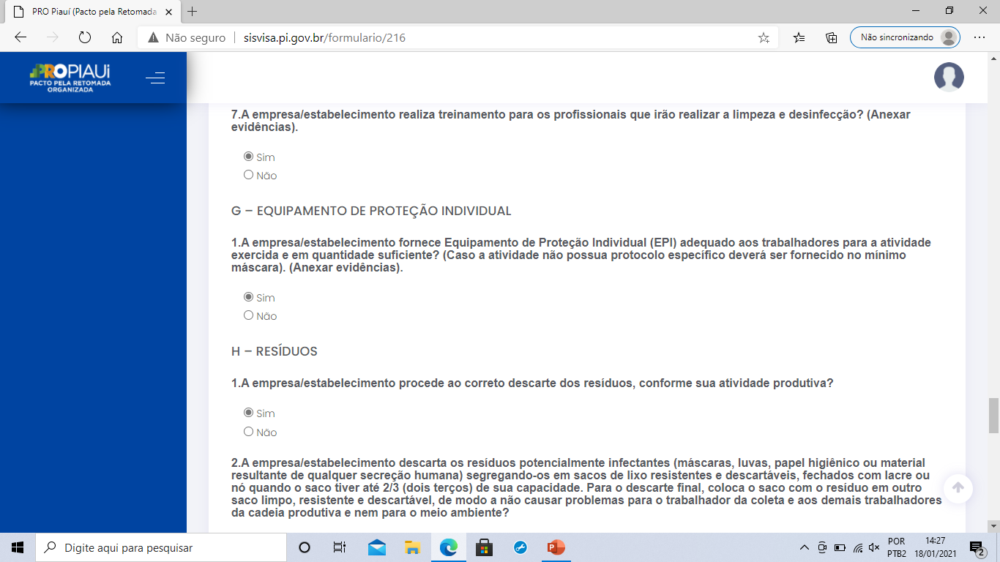 PRO Piauí (Pacto pela Retomada
Não seguro
sisvisa.pi.gov.br/formulario/216
Não sincronizando
PROPIAUÍ
PACTO PELA RETOMADA
ORGANIZADA
7.A empresa/estabelecimento realiza treinamento para os profissionais que irão realizar a limpeza e desinfecção? (Anexar
evidências).
Sim
Não
G – EQUIPAMENTO DE PROTEÇÃO INDIVIDUAL
1.A empresa/estabelecimento fornece Equipamento de Proteção Individual (EPI) adequado aos trabalhadores para a atividade
exercida e em quantidade suficiente? (Caso a atividade não possua protocolo específico deverá ser fornecido no mínimo
máscara). (Anexar evidências).
Sim
Não
H – RESÍDUOS
1.A empresa/estabelecimento procede ao correto descarte dos resíduos, conforme sua atividade produtiva?
Sim
Não
2.A empresa/estabelecimento descarta os resíduos potencialmente infectantes (máscaras, luvas, papel higiênico ou material
resultante de qualquer secreção humana) segregando-os em sacos de lixo resistentes e descartáveis, fechados com lacre ou
nó quando o saco tiver até 2/3 (dois terços) de sua capacidade. Para o descarte final, coloca o saco com o resíduo em outro
saco limpo, resistente e descartável, de modo a não causar problemas para o trabalhador da coleta e aos demais trabalhadores
da cadeia produtiva e nem para o meio ambiente?
Digite aqui para pesquisar
POR
PTB2
14:27
18/01/2021
2